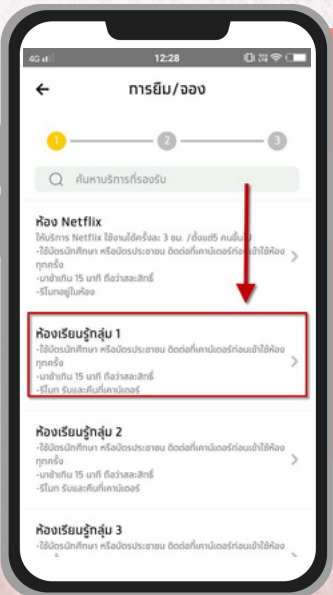 4G
12:28
การยืม/จอง
1
2
3
ค้นหาบริการที่รองรับ
ห้อง Netflix
ให้บริการ Netflix ใช้งานได้ครั้งละ 3 ชม. /ตั้งแต่5 คนขึ้นไป
-ใช้บัตรนักศึกษา หรือบัตรประชาชน ติดต่อที่เคาน์เตอร์ก่อนเข้าใช้ห้อง
ทุกครั้ง
-มาช้าเกิน 15 นาที ถือว่าสละสิทธิ์
-รีโมทอยู่ในห้อง
ห้องเรียนรู้กลุ่ม 1
-ใช้บัตรนักศึกษา หรือบัตรประชาชน ติดต่อที่เคาน์เตอร์ก่อนเข้าใช้ห้อง
ทุกครั้ง
-มาช้าเกิน 15 นาที ถือว่าสละสิทธิ์
-รีโมท รับและคืนที่เคาน์เตอร์
ห้องเรียนรู้กลุ่ม 2
-ใช้บัตรนักศึกษา หรือบัตรประชาชน ติดต่อที่เคาน์เตอร์ก่อนเข้าใช้ห้อง
ทุกครั้ง
-มาช้าเกิน 15 นาที ถือว่าสละสิทธิ์
-รีโมท รับและคืนที่เคาน์เตอร์
ห้องเรียนรู้กลุ่ม 3
-ใช้บัตรนักศึกษา หรือบัตรประชาชน ติดต่อที่เคาน์เตอร์ก่อนเข้าใช้ห้อง